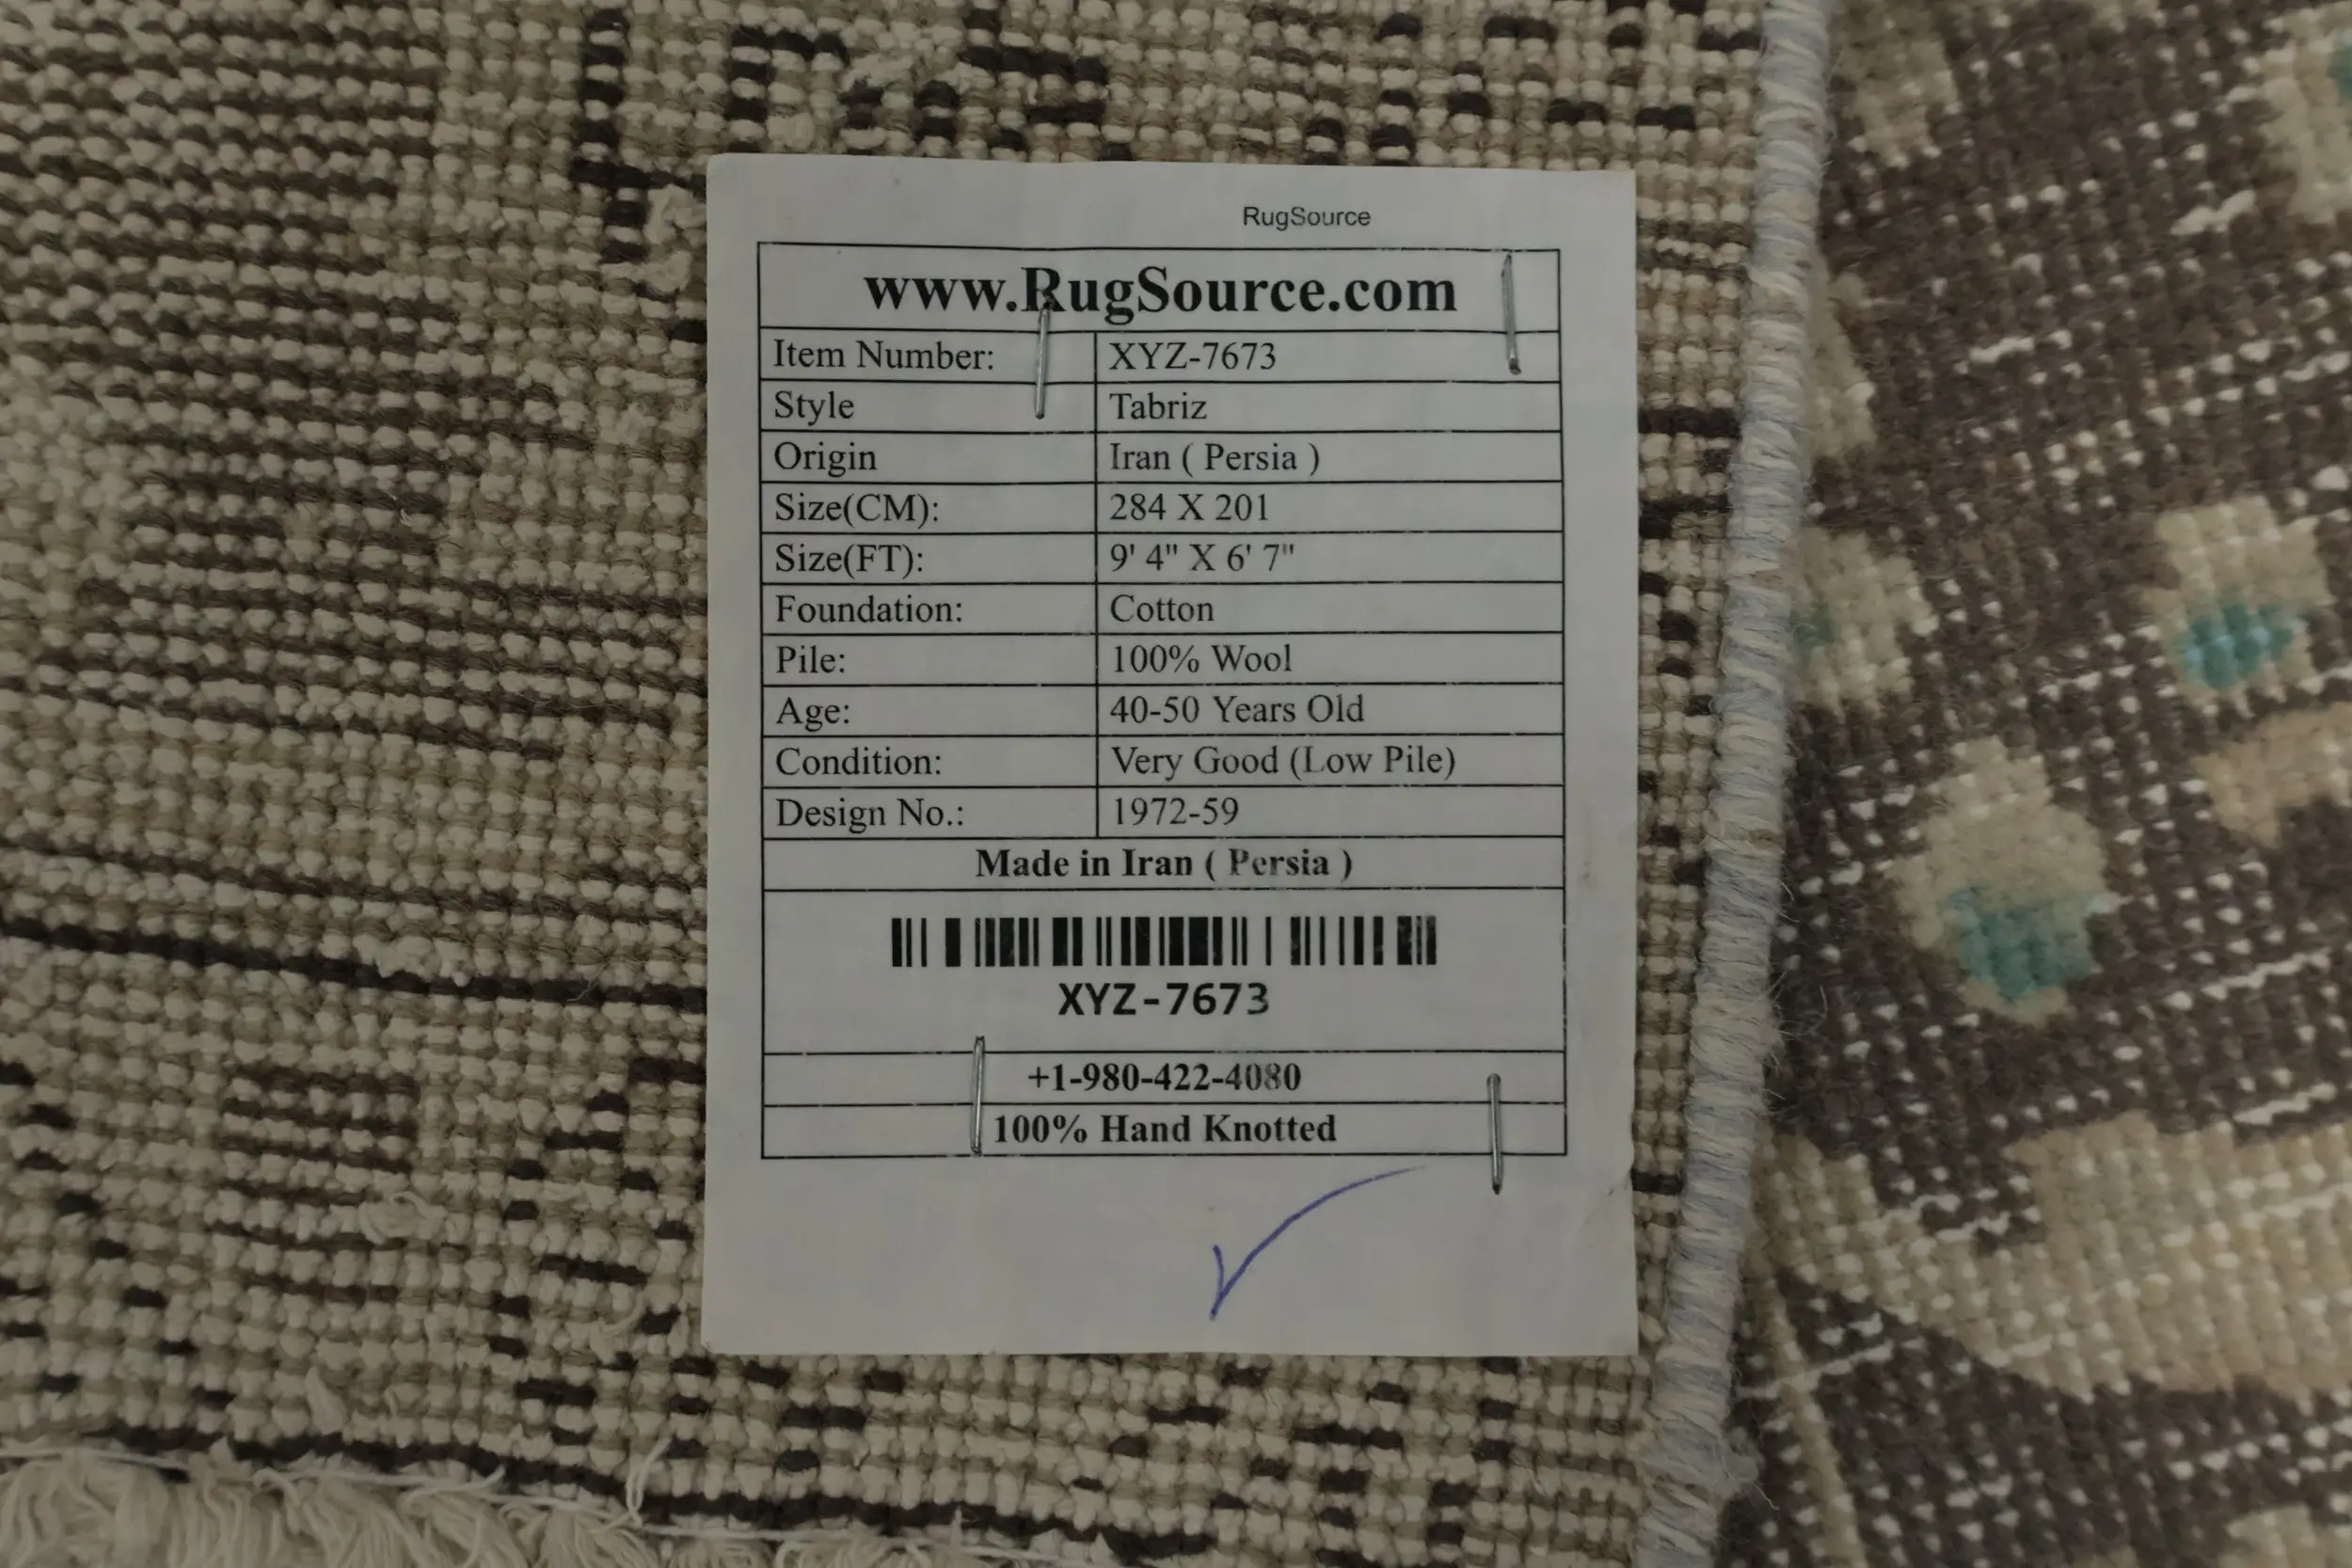 RugSource
www.RugSource.com
Item Number: XYZ-7673
Style Tabriz
Origin Iran ( Persia )
Size(CM): 284 X 201
Size(FT): 9' 4" X 6' 7"
Foundation: Cotton
Pile: 100% Wool
Age: 40-50 Years Old
Condition: Very Good (Low Pile)
Design No.: 1972-59
Made in Iran ( Persia )
XYZ-7673
+1-980-422-4080
100% Hand Knotted